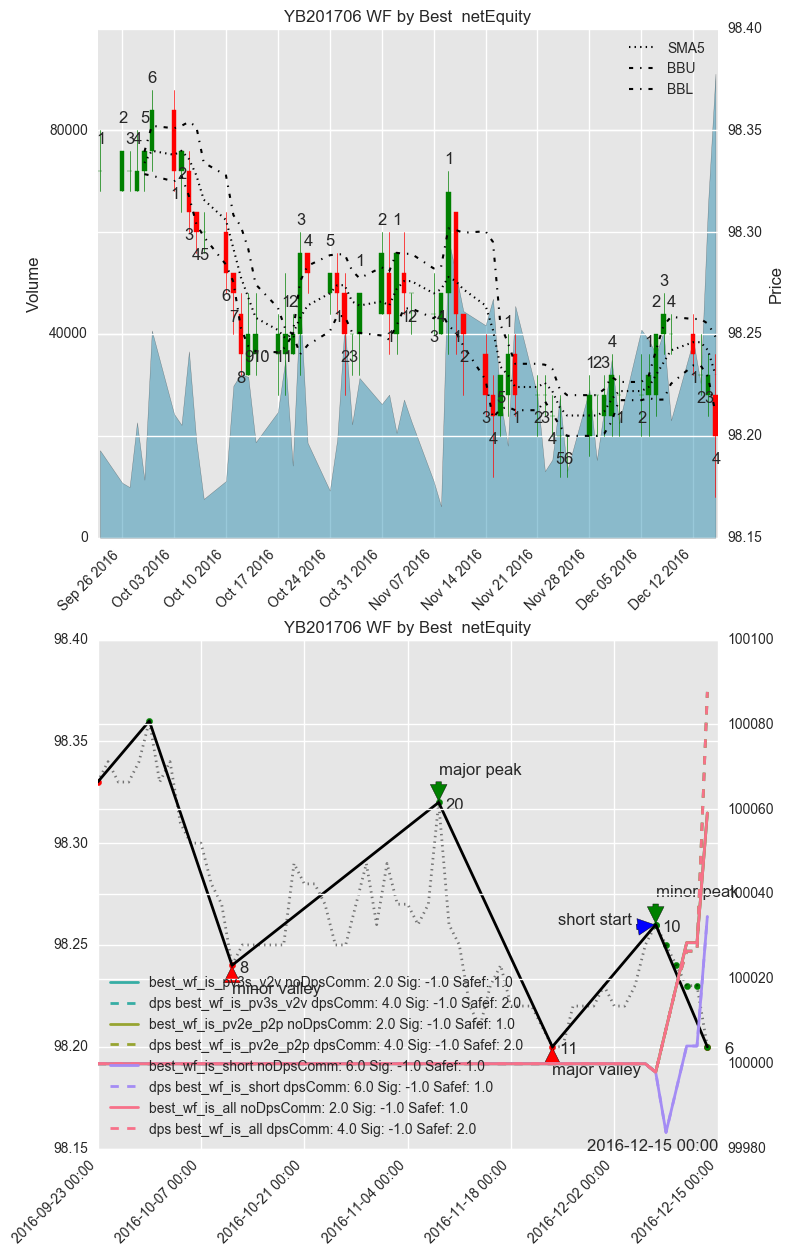 YB201706 WF by Best netEquity
98.40
98.35
98.30
98.25
98.20
98.15
Price
80000
40000
0
Volume
SMA5
BBU
BBL
Sep 26 2016
Oct 03 2016
Oct 10 2016
Oct 17 2016
Oct 24 2016
Oct 31 2016
Nov 07 2016
Nov 14 2016
Nov 21 2016
Nov 28 2016
Dec 05 2016
Dec 12 2016
YB201706 WF by Best netEquity
98.40
98.35
98.30
98.25
98.20
98.15
100100
100080
100060
100040
100020
100000
99980
major peak
20
minor peak
short start
10
8
minor valley
11
major valley
6
best_wf_is_pv3s_v2v noDpsComm: 2.0 Sig: -1.0 Safef: 1.0
dps best_wf_is_pv3s_v2v dpsComm: 4.0 Sig: -1.0 Safef: 2.0
best_wf_is_pv2e_p2p noDpsComm: 2.0 Sig: -1.0 Safef: 1.0
dps best_wf_is_pv2e_p2p dpsComm: 4.0 Sig: -1.0 Safef: 2.0
best_wf_is_short noDpsComm: 6.0 Sig: -1.0 Safef: 1.0
dps best_wf_is_short dpsComm: 6.0 Sig: -1.0 Safef: 1.0
best_wf_is_all noDpsComm: 2.0 Sig: -1.0 Safef: 1.0
dps best_wf_is_all dpsComm: 4.0 Sig: -1.0 Safef: 2.0
2016-12-15 00:00
2016-09-23 00:00
2016-10-07 00:00
2016-10-21 00:00
2016-11-04 00:00
2016-11-18 00:00
2016-12-02 00:00
2016-12-15 00:00